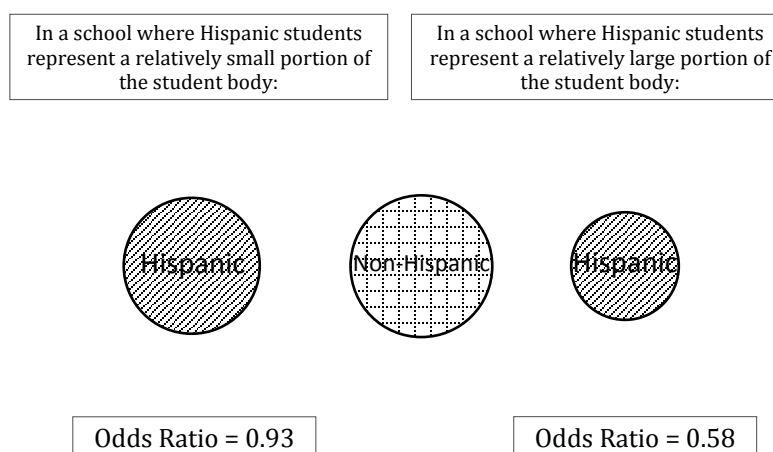 In a school where Hispanic students
represent a relatively small portion of
the student body:
In a school where Hispanic students
represent a relatively large portion of
the student body:
Hispanic
Non-Hispanic
Hispanic
Odds Ratio = 0.93
Odds Ratio = 0.58